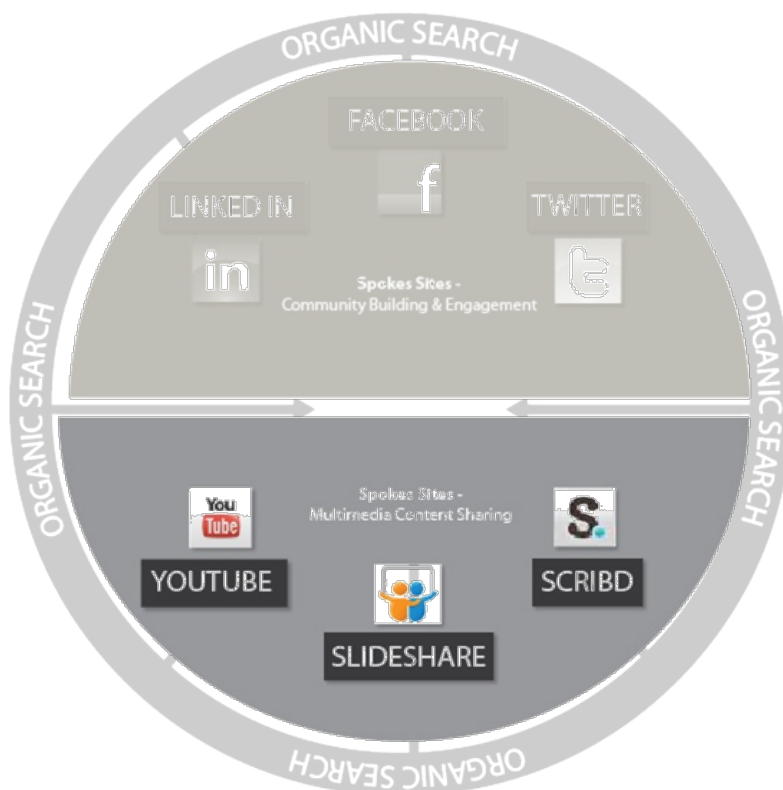 ORGANIC SEARCH
FACEBOOK
f
LINKED IN
in
TWITTER
t
Spokes Sites -
Community Building & Engagement
ORGANIC SEARCH
ORGANIC SEARCH
Spokes Sites -
Multimedia Content Sharing
You
Tube
S.
YOUTUBE
SCRIBD
SLIDESHARE
ORGANIC SEARCH